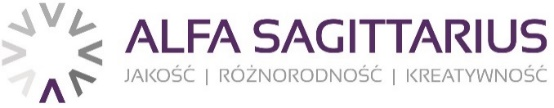 ALFA SAGITTARIUS
JAKOŚĆ | RÓŻNORODNOŚĆ | KREATYWNOŚĆ